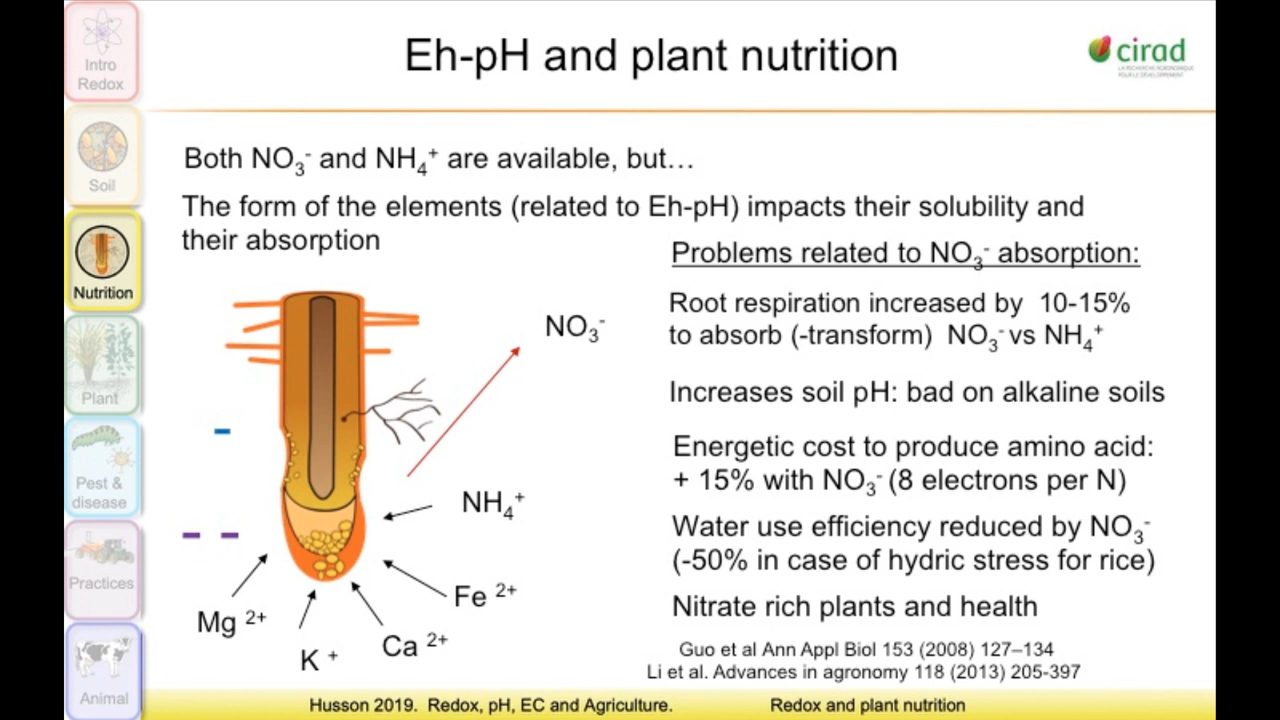 Eh-pH and plant nutrition
cirad
LA RECHERCHE AGRONOMIQUE
POUR LE DÉVELOPPEMENT
Intro
Redox
Soil
Nutrition
Plant
Pest &
disease
Practices
Animal
Both NO₃⁻ and NH₄⁺ are available, but…
The form of the elements (related to Eh-pH) impacts their solubility and
their absorption
NO₃⁻
-
NH₄⁺
- -
Fe ²⁺
Mg ²⁺
Ca ²⁺
K ⁺
Problems related to NO₃⁻ absorption:
Root respiration increased by 10-15%
to absorb (-transform) NO₃⁻ vs NH₄⁺
Increases soil pH: bad on alkaline soils
Energetic cost to produce amino acid:
+ 15% with NO₃⁻ (8 electrons per N)
Water use efficiency reduced by NO₃⁻
(-50% in case of hydric stress for rice)
Nitrate rich plants and health
Guo et al Ann Appl Biol 153 (2008) 127–134
Li et al. Advances in agronomy 118 (2013) 205-397
Husson 2019. Redox, pH, EC and Agriculture.
Redox and plant nutrition